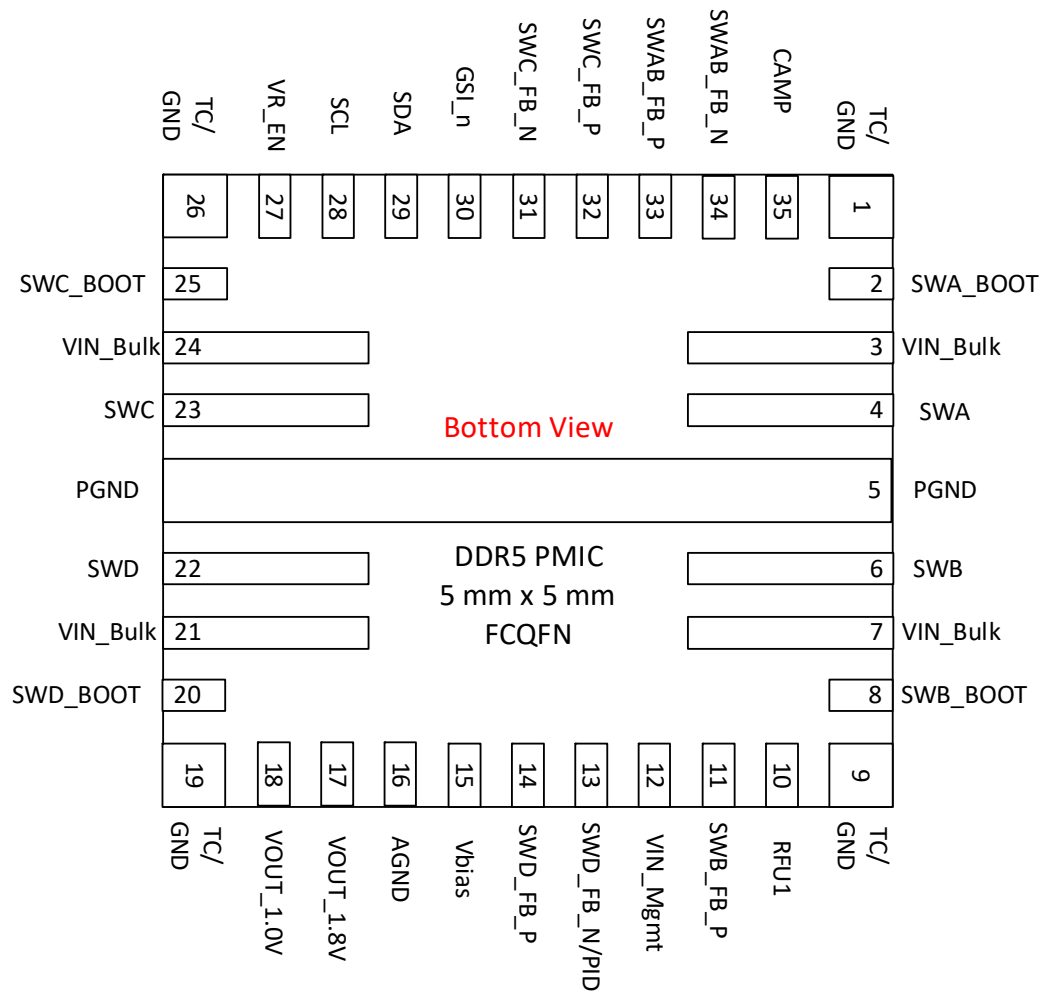 TC/
GND
VR_EN
SCL
SDA
GSI_n
SWC_FB_N
SWC_FB_P
SWAB_FB_P
SWAB_FB_N
CAMP
TC/
GND
26
27
28
29
30
31
32
33
34
35
1
SWC_BOOT 25
2 SWA_BOOT
VIN_Bulk 24
3 VIN_Bulk
SWC 23
4 SWA
Bottom View
PGND
5 PGND
SWD 22
DDR5 PMIC
5 mm x 5 mm
FCQFN
6 SWB
VIN_Bulk 21
7 VIN_Bulk
SWD_BOOT 20
8 SWB_BOOT
19
18
17
16
15
14
13
12
11
10
9
TC/
GND
VOUT_1.0V
VOUT_1.8V
AGND
Vbias
SWD_FB_P
SWD_FB_N/PID
VIN_Mgmt
SWB_FB_P
RFU1
TC/
GND